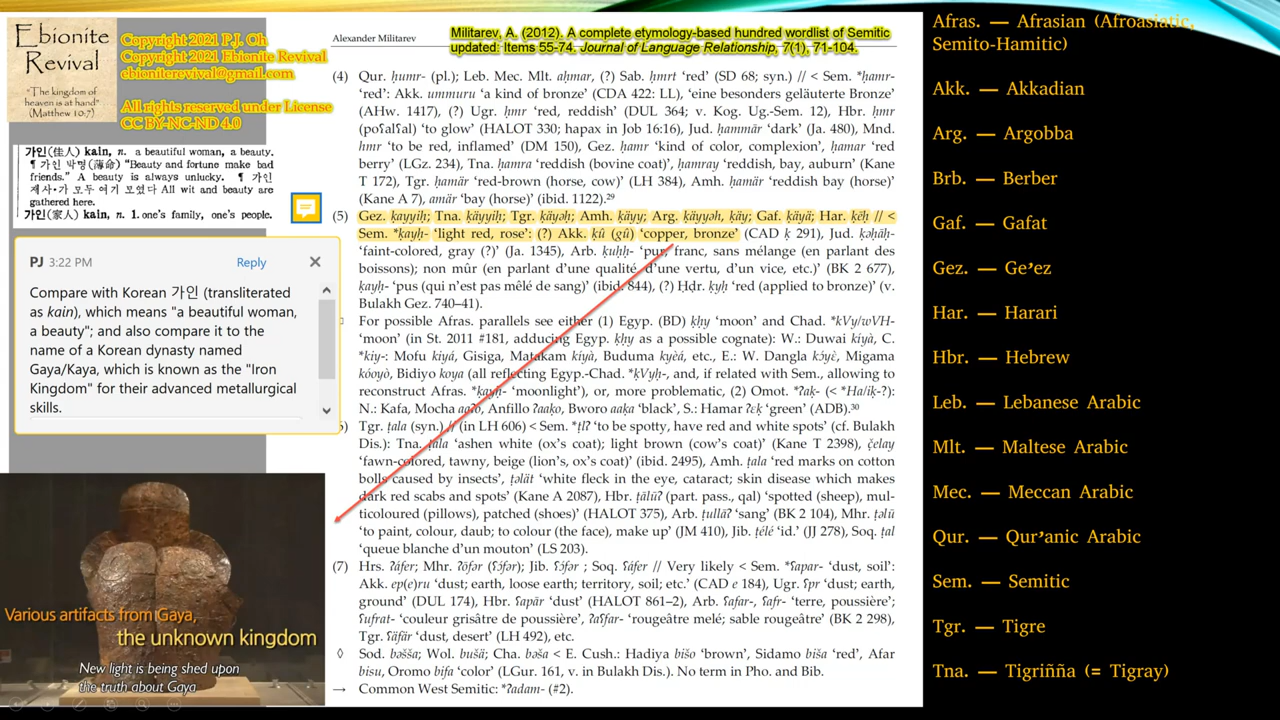 Ebionite
Revival
"The kingdom of
heaven is at hand"
(Matthew 10:7)
Copyright 2021 P.J. Oh
Copyright 2021 Ebionite Revival
ebioniterevival@gmail.com
All rights reserved under License
CC BY-NC-ND 4.0
가인(佳人) kain, n. a beautiful woman, a beauty.
¶ 가인 박명(薄命) "Beauty and fortune make bad
friends." A beauty is always unlucky. ¶ 가인
재사·가 모두 여기 모였다 All wit and beauty are
gathered here.
가인(家人) kain, n. 1. one's family, one's people.
PJ 3:22 PM
Reply
Compare with Korean 가인 (transliterated
as kain), which means "a beautiful woman,
a beauty"; and also compare it to the
name of a Korean dynasty named
Gaya/Kaya, which is known as the "Iron
Kingdom" for their advanced metallurgical
skills.
Various artifacts from Gaya,
the unknown kingdom
New light is being shed upon
the truth about Gaya
Alexander Militarev
Militarev, A. (2012). A complete etymology-based hundred wordlist of Semitic
updated: Items 55-74. Journal of Language Relationship, 7(1), 71-104.
(4) Qur. ḥumr- (pl.); Leb. Mec. Mlt. aḥmar, (?) Sab. ḥmrt 'red' (SD 68; syn.) // < Sem. *ḥamr-
'red': Akk. ummuru 'a kind of bronze' (CDA 422: LL), 'eine besonders geläuterte Bronze'
(AHw. 1417), (?) Ugr. ḥmr 'red, reddish' (DUL 364; v. Kog. Ug.-Sem. 12), Hbr. ḥmr
(poʕalʕal) 'to glow' (HALOT 330; hapax in Job 16:16), Jud. ḥammār 'dark' (Ja. 480), Mnd.
hmr 'to be red, inflamed' (DM 150), Gez. ḥamr 'kind of color, complexion', ḥamar 'red
berry' (LGz. 234), Tna. ḥamra 'reddish (bovine coat)', ḥamray 'reddish, bay, auburn' (Kane
T 172), Tgr. ḥamär 'red-brown (horse, cow)' (LH 384), Amh. ḥamär 'reddish bay (horse)'
(Kane A 7), amär 'bay (horse)' (ibid. 1122).²⁹
(5) Gez. ḳayyiḥ; Tna. ḳäyyiḥ; Tgr. ḳäyəḥ; Amh. ḳäyy; Arg. ḳäyyəh, ḳäy; Gaf. ḳäyä; Har. ḳēḥ // <
Sem. *ḳayḥ- 'light red, rose': (?) Akk. ḳû (gû) 'copper, bronze' (CAD ḳ 291), Jud. ḳəhāh-
'faint-colored, gray (?)' (Ja. 1345), Arb. ḳuḥḥ- 'pur, franc, sans mélange (en parlant des
boissons); non mûr (en parlant d'une qualité, d'une vertu, d'un vice, etc.)' (BK 2 677),
ḳayḥ- 'pus (qui n'est pas mêlé de sang)' (ibid. 844), (?) Ḥḍr. ḳyḥ 'red (applied to bronze)' (v.
Bulakh Gez. 740–41).
For possible Afras. parallels see either (1) Egyp. (BD) ḳḥy 'moon' and Chad. *kVy/wVH-
'moon' (in St. 2011 #181, adducing Egyp. ḳḥy as a possible cognate): W.: Duwai kíyà, C.
*kiy-: Mofu kiyá, Gisiga, Matakam kíyà, Buduma kyèá, etc., E.: W. Dangla kɔ́yɛ̀, Migama
kóoyò, Bidiyo koya (all reflecting Egyp.-Chad. *ḳVyḥ-, and, if related with Sem., allowing to
reconstruct Afras. *ḳayḥ- 'moonlight'), or, more problematic, (2) Omot. *ʔaḳ- (< *Ha/iḳ-?):
N.: Kafa, Mocha aaʔo, Anfillo ʔaaḳo, Bworo aaḳa 'black', S.: Hamar ʔɛḳ 'green' (ADB).³⁰
Tgr. ṭala (syn.) // (in LH 606) < Sem. *ṭlʔ 'to be spotty, have red and white spots' (cf. Bulakh
Dis.): Tna. ṭäla 'ashen white (ox's coat); light brown (cow's coat)' (Kane T 2398), čelay
'fawn-colored, tawny, beige (lion's, ox's coat)' (ibid. 2495), Amh. ṭala 'red marks on cotton
bolls caused by insects', ṭəlät 'white fleck in the eye, cataract; skin disease which makes
dark red scabs and spots' (Kane A 2087), Hbr. ṭālūʔ (part. pass., qal) 'spotted (sheep), mul-
ticoloured (pillows), patched (shoes)' (HALOT 375), Arb. ṭullāʔ 'sang' (BK 2 104), Mhr. ṭəlū
'to paint, colour, daub; to colour (the face), make up' (JM 410), Jib. ṭélé 'id.' (JJ 278), Soq. ṭal
'queue blanche d'un mouton' (LS 203).
(7) Hrs. ʔáfer; Mhr. ʔōfər (ʕōfər); Jib. ʕɔ́fər ; Soq. ʕáfer // Very likely < Sem. *ʕapar- 'dust, soil':
Akk. ep(e)ru 'dust; earth, loose earth; territory, soil; etc.' (CAD e 184), Ugr. ʕpr 'dust; earth,
ground' (DUL 174), Hbr. ʕapār 'dust' (HALOT 861–2), Arb. ʕafar-, ʕafr- 'terre, poussière';
ʕufrat- 'couleur grisâtre de poussière', ʔaʕfar- 'rougeâtre melé; sable rougeâtre' (BK 2 298),
Tgr. ʕäfär 'dust, desert' (LH 492), etc.
◊ Sod. bəšša; Wol. bušä; Cha. bəša < E. Cush.: Hadiya bišo 'brown', Sidamo biša 'red', Afar
bisu, Oromo bifa 'color' (LGur. 161, v. in Bulakh Dis.). No term in Pho. and Bib.
→ Common West Semitic: *ʔadam- (#2).
Afras. — Afrasian (Afroasiatic,
Semito-Hamitic)
Akk. — Akkadian
Arg. — Argobba
Brb. — Berber
Gaf. — Gafat
Gez. — Geʼez
Har. — Harari
Hbr. — Hebrew
Leb. — Lebanese Arabic
Mlt. — Maltese Arabic
Mec. — Meccan Arabic
Qur. — Qurʼanic Arabic
Sem. — Semitic
Tgr. — Tigre
Tna. — Tigriñña (= Tigray)